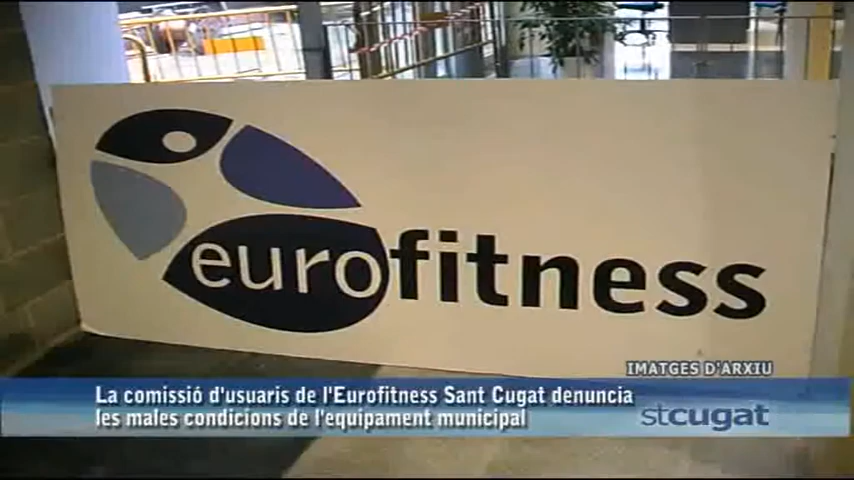 eurofitness
IMATGES D'ARXIU
La comissió d'usuaris de l'Eurofitness Sant Cugat denuncia
les males condicions de l'equipament municipal
stcugat